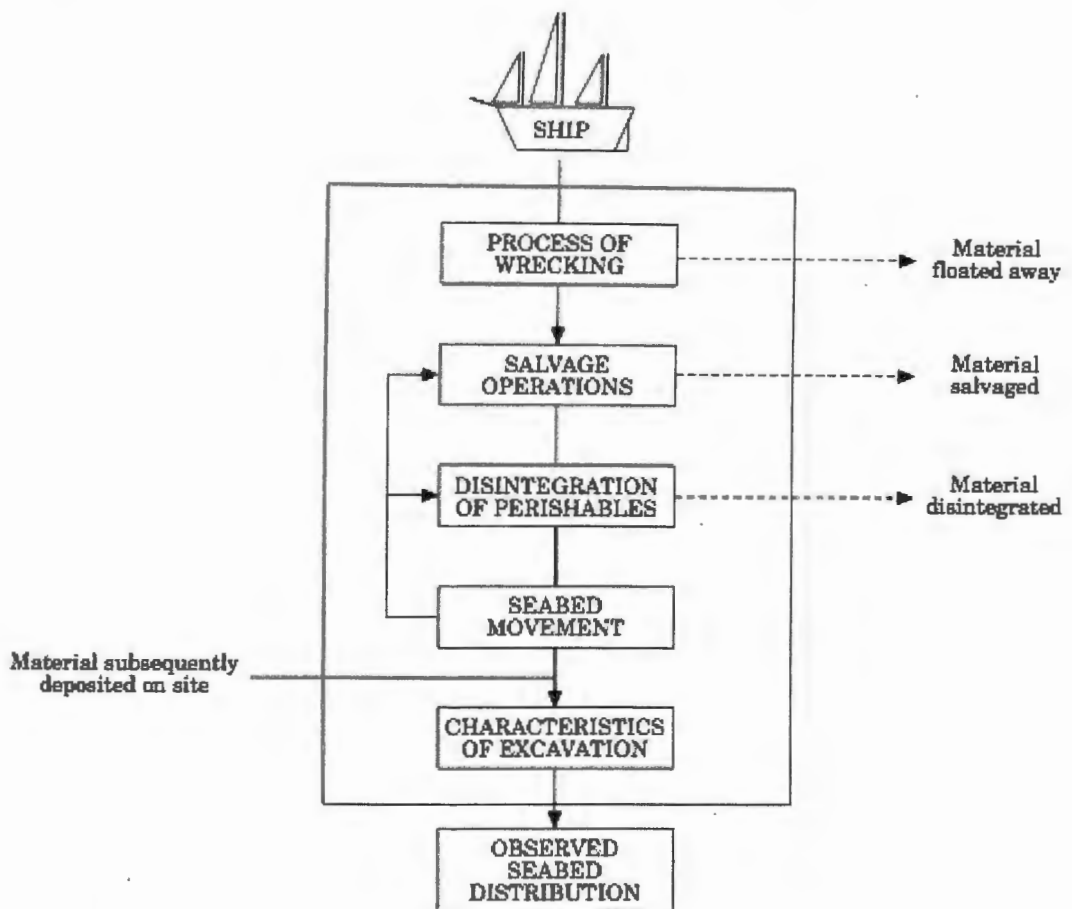 SHIP
PROCESS OF
WRECKING
Material
floated away
SALVAGE
OPERATIONS
Material
salvaged
DISINTEGRATION
OF PERISHABLES
Material
disintegrated
SEABED
MOVEMENT
Material subsequently
deposited on site
CHARACTERISTICS
OF EXCAVATION
OBSERVED
SEABED
DISTRIBUTION